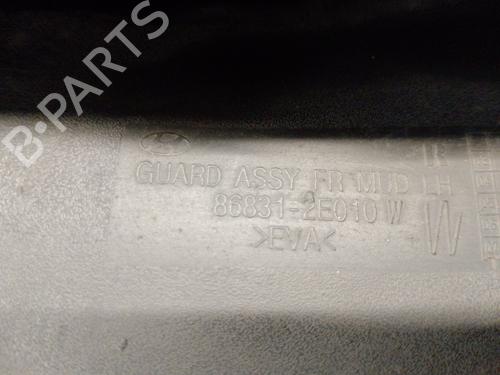 B-PARTS
GUARD ASSY FR MUD LH
86831-2E010 W
>EVA<
W